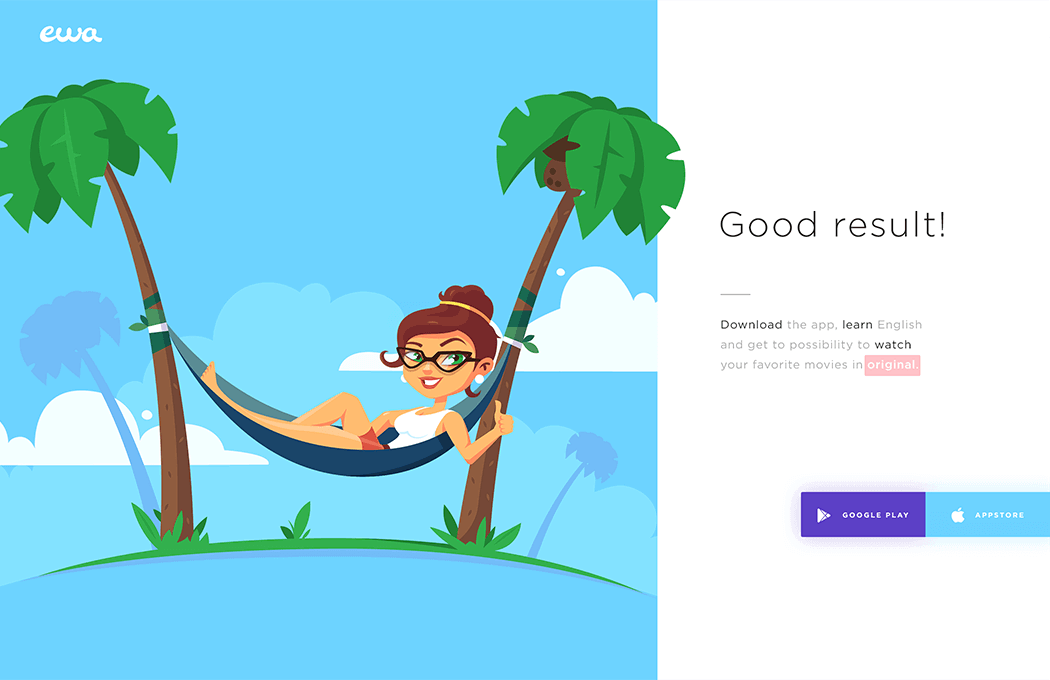 ewa
Good result!
Download the app, learn English
and get to possibility to watch
your favorite movies in original.
GOOGLE PLAY
APPSTORE